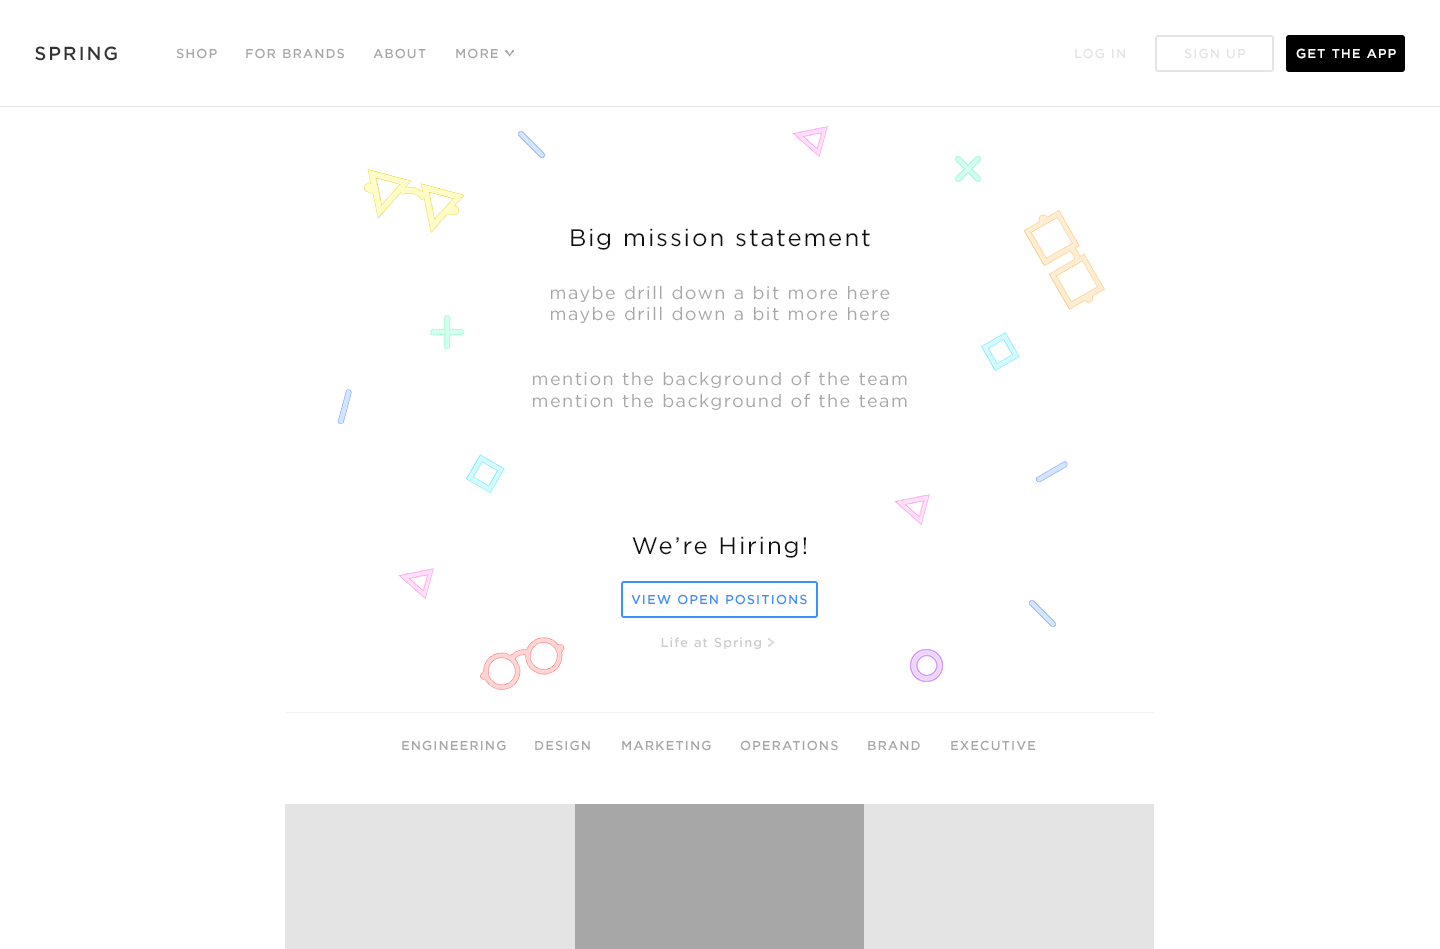 SPRING
SHOP
FOR BRANDS
ABOUT
MORE
LOG IN
SIGN UP
GET THE APP
Big mission statement
maybe drill down a bit more here
maybe drill down a bit more here
mention the background of the team
mention the background of the team
We’re Hiring!
VIEW OPEN POSITIONS
Life at Spring >
ENGINEERING
DESIGN
MARKETING
OPERATIONS
BRAND
EXECUTIVE